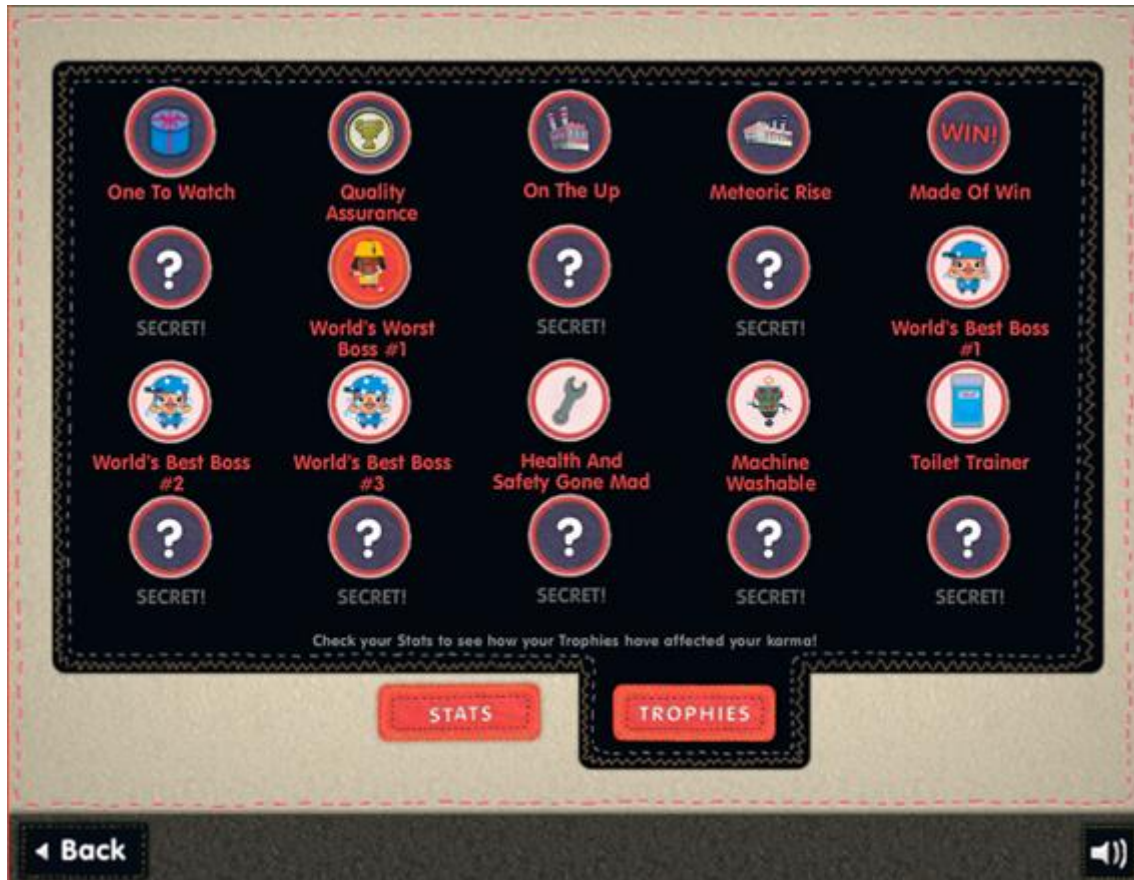 WIN!
One To Watch
Quality
Assurance
On The Up
Meteoric Rise
Made Of Win
?
?
?
SECRET!
World's Worst
Boss #1
SECRET!
SECRET!
World's Best Boss
#1
World's Best Boss
#2
World's Best Boss
#3
Health And
Safety Gone Mad
Machine
Washable
Toilet Trainer
?
?
?
?
?
SECRET!
SECRET!
SECRET!
SECRET!
SECRET!
Check your Stats to see how your Trophies have affected your karma!
STATS
TROPHIES
Back